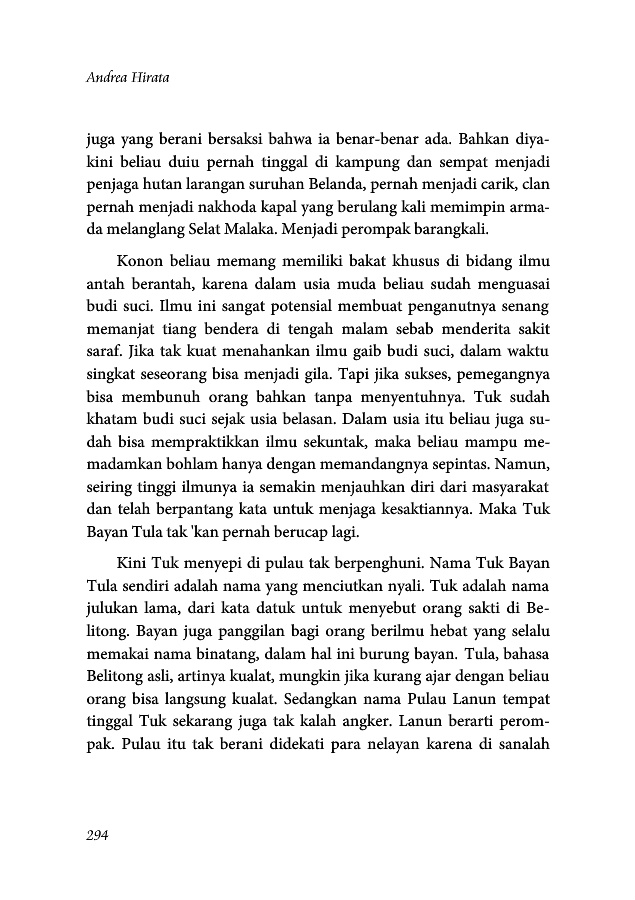 Andrea Hirata
juga yang berani bersaksi bahwa ia benar-benar ada. Bahkan diya-
kini beliau duiu pernah tinggal di kampung dan sempat menjadi
penjaga hutan larangan suruhan Belanda, pernah menjadi carik, clan
pernah menjadi nakhoda kapal yang berulang kali memimpin arma-
da melanglang Selat Malaka. Menjadi perompak barangkali.
Konon beliau memang memiliki bakat khusus di bidang ilmu
antah berantah, karena dalam usia muda beliau sudah menguasai
budi suci. Ilmu ini sangat potensial membuat penganutnya senang
memanjat tiang bendera di tengah malam sebab menderita sakit
saraf. Jika tak kuat menahankan ilmu gaib budi suci, dalam waktu
singkat seseorang bisa menjadi gila. Tapi jika sukses, pemegangnya
bisa membunuh orang bahkan tanpa menyentuhnya. Tuk sudah
khatam budi suci sejak usia belasan. Dalam usia itu beliau juga su-
dah bisa mempraktikkan ilmu sekuntak, maka beliau mampu me-
madamkan bohlam hanya dengan memandangnya sepintas. Namun,
seiring tinggi ilmunya ia semakin menjauhkan diri dari masyarakat
dan telah berpantang kata untuk menjaga kesaktiannya. Maka Tuk
Bayan Tula tak 'kan pernah berucap lagi.
Kini Tuk menyepi di pulau tak berpenghuni. Nama Tuk Bayan
Tula sendiri adalah nama yang menciutkan nyali. Tuk adalah nama
julukan lama, dari kata datuk untuk menyebut orang sakti di Be-
litong. Bayan juga panggilan bagi orang berilmu hebat yang selalu
memakai nama binatang, dalam hal ini burung bayan. Tula, bahasa
Belitong asli, artinya kualat, mungkin jika kurang ajar dengan beliau
orang bisa langsung kualat. Sedangkan nama Pulau Lanun tempat
tinggal Tuk sekarang juga tak kalah angker. Lanun berarti perom-
pak. Pulau itu tak berani didekati para nelayan karena di sanalah
294